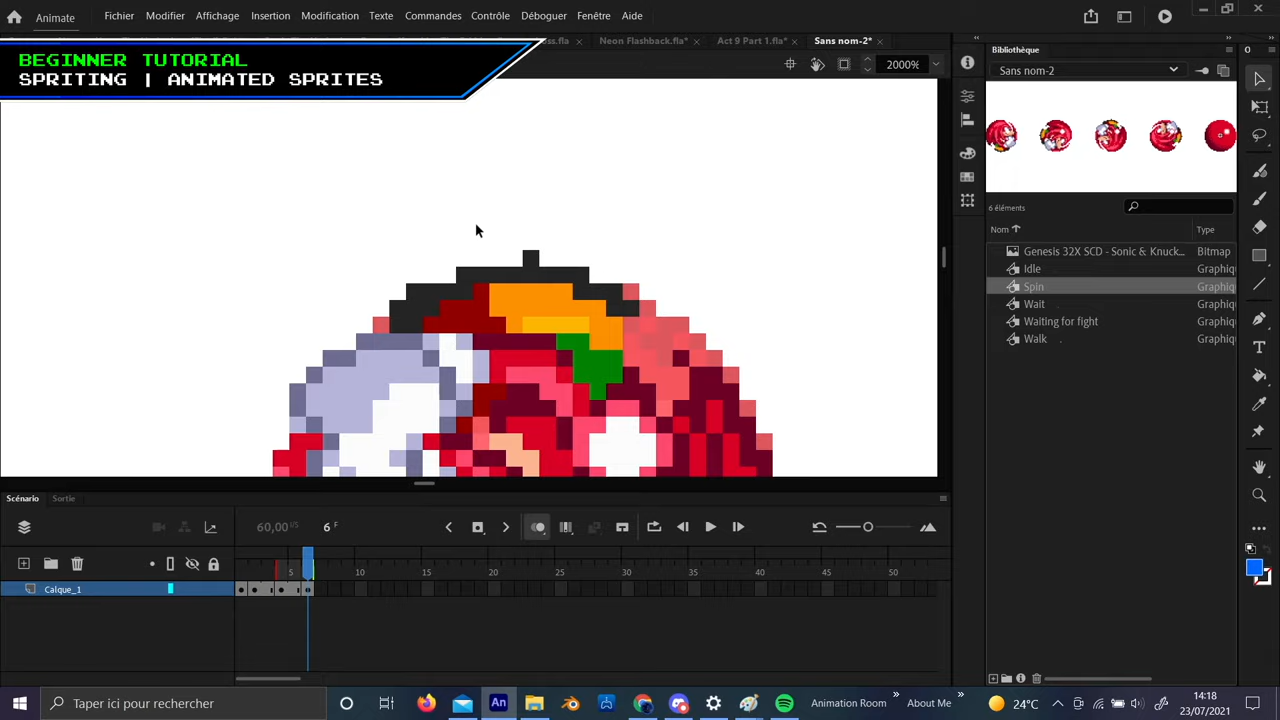 Animate Fichier Modifier Affichage Insertion Modification Texte Commandes Contrôle Déboguer Fenêtre Aide
BEGINNER TUTORIAL
SPRITING | ANIMATED SPRITES
Neon Flashback.fla* × Act 9 Part 1.fla* × Sans nom-2* ×
2000%
Bibliothèque
Sans nom-2
6 éléments
Nom Type
Genesis 32X SCD - Sonic & Knuck... Bitmap
Idle Graphiq
Spin Graphiq
Wait Graphiq
Waiting for fight Graphiq
Walk Graphiq
Scénario Sortie
60,00 I/S 6 F
5 10 15 20 25 30 35 40 45 50
Calque_1
Taper ici pour rechercher
An
Animation Room
»
About Me
»
24°C
14:18
23/07/2021